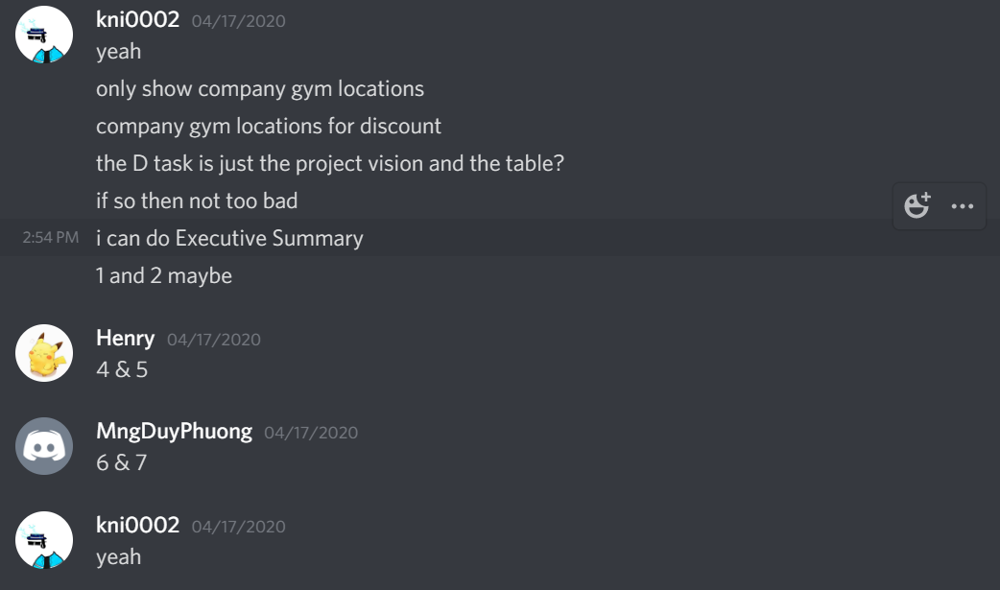 kni0002 04/17/2020
yeah
only show company gym locations
company gym locations for discount
the D task is just the project vision and the table?
if so then not too bad
2:54 PM i can do Executive Summary
1 and 2 maybe
Henry 04/17/2020
4 & 5
MngDuyPhuong 04/17/2020
6 & 7
kni0002 04/17/2020
yeah